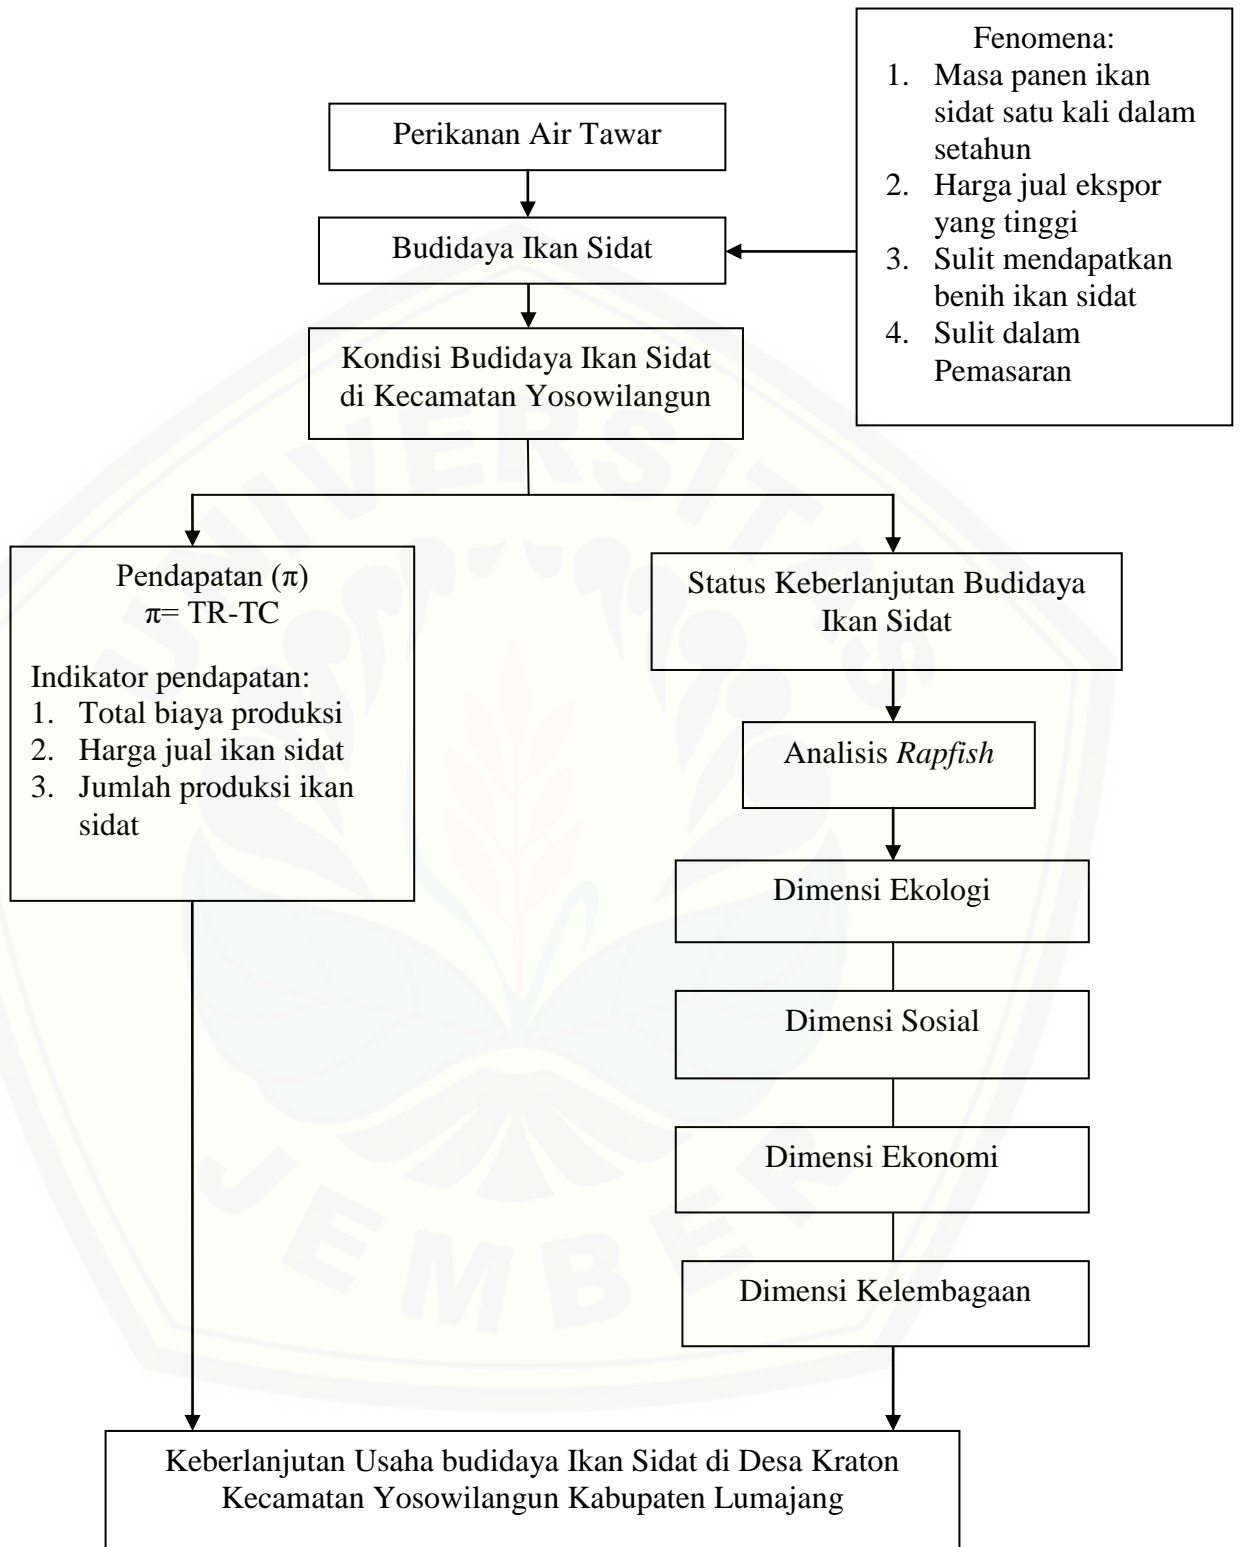 Fenomena:
1. Masa panen ikan
sidat satu kali dalam
setahun
2. Harga jual ekspor
yang tinggi
3. Sulit mendapatkan
benih ikan sidat
4. Sulit dalam
Pemasaran
Perikanan Air Tawar
Budidaya Ikan Sidat
Kondisi Budidaya Ikan Sidat
di Kecamatan Yosowilangun
Pendapatan (π)
π= TR-TC
Indikator pendapatan:
1. Total biaya produksi
2. Harga jual ikan sidat
3. Jumlah produksi ikan
sidat
Status Keberlanjutan Budidaya
Ikan Sidat
Analisis Rapfish
Dimensi Ekologi
Dimensi Sosial
Dimensi Ekonomi
Dimensi Kelembagaan
Keberlanjutan Usaha budidaya Ikan Sidat di Desa Kraton
Kecamatan Yosowilangun Kabupaten Lumajang
UNIVERSITAS
JEMBER